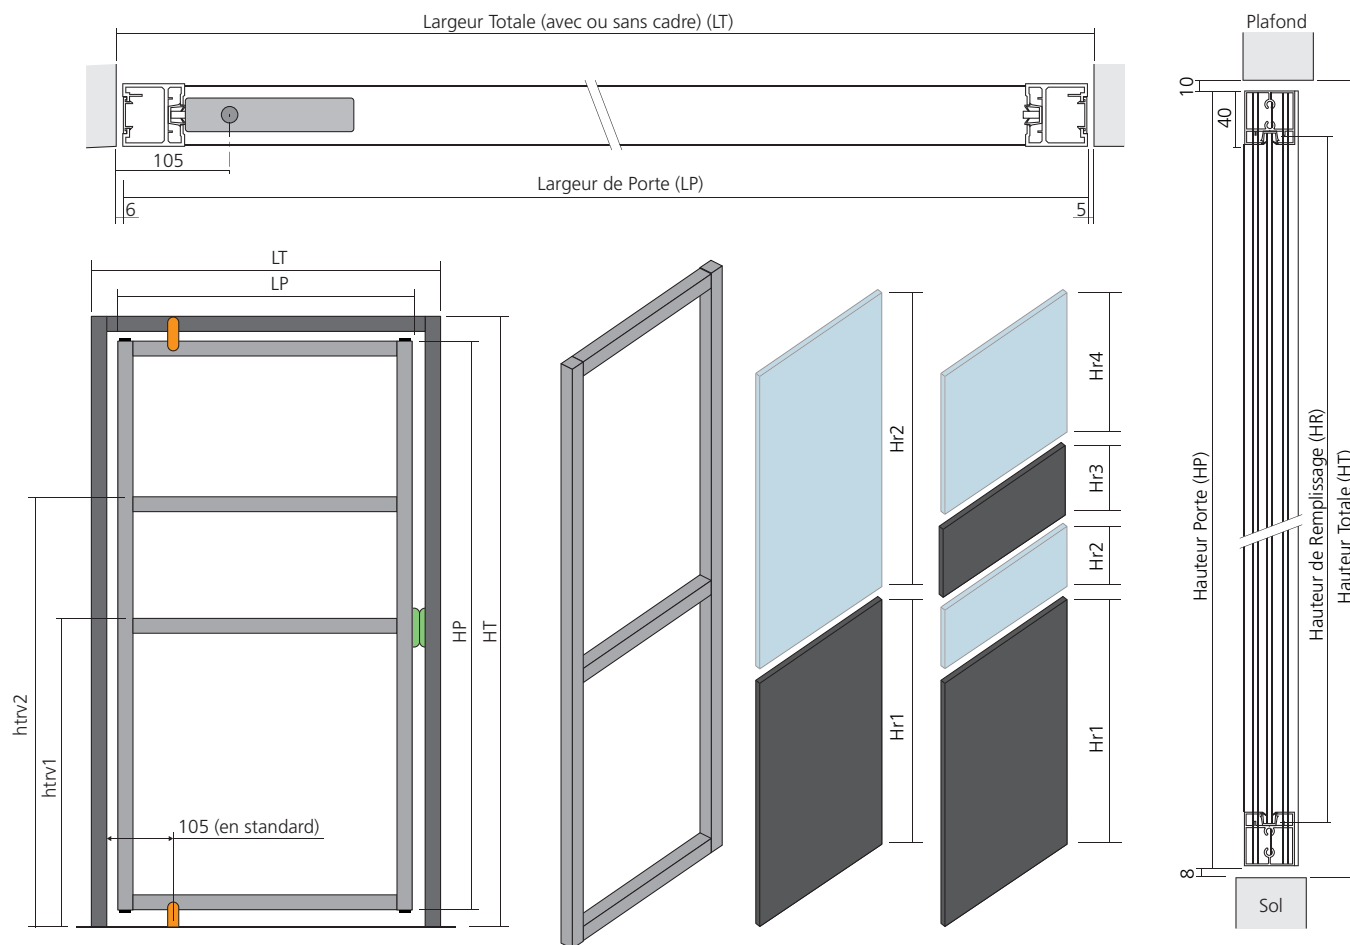 Largeur Totale (avec ou sans cadre) (LT)
105
Largeur de Porte (LP)
6
5
Plafond
10
40
Hauteur Porte (HP)
Hauteur de Remplissage (HR)
Hauteur Totale (HT)
8
Sol
LT
LP
HP
HT
htrv2
htrv1
105 (en standard)
Hr2
Hr1
Hr4
Hr3
Hr2
Hr1